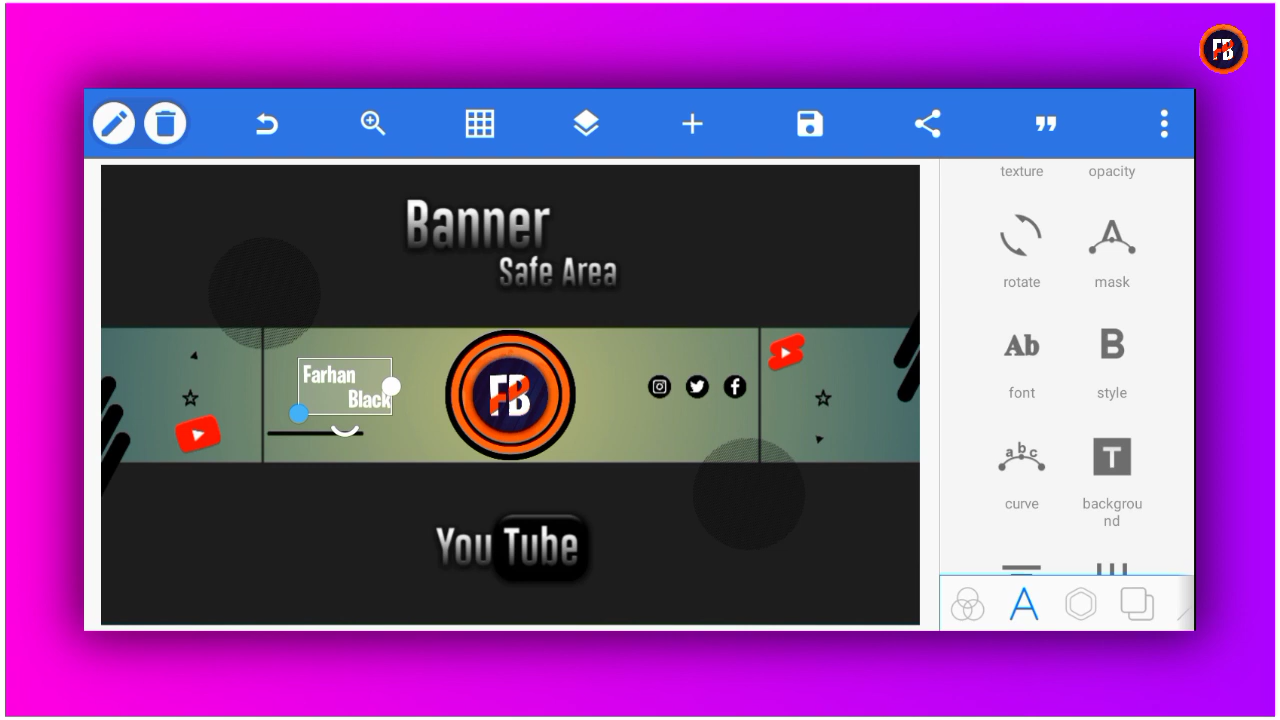 FB
texture opacity
Banner
Safe Area
rotate mask
Ab B
font style
Farhan
Black
FB
abc T
curve backgrou
nd
You Tube
A